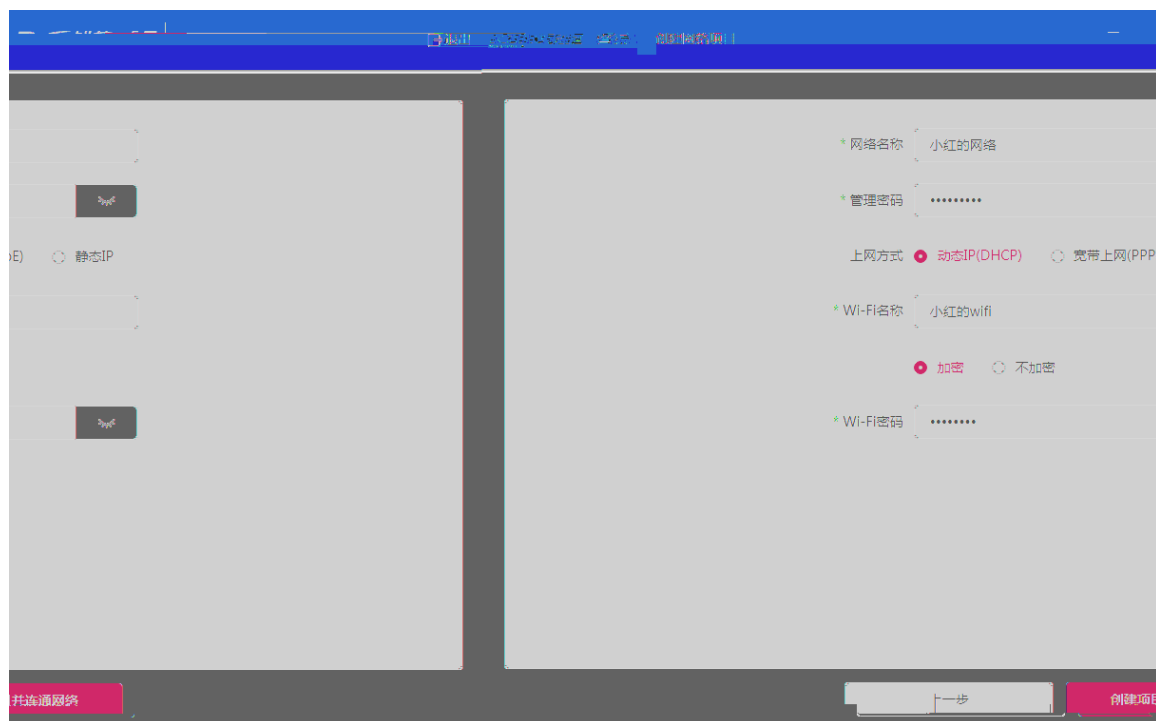 * 网络名称 小红的网络
* 管理密码 •••••••••
上网方式 动态IP(DHCP) 宽带上网(PPP
oE) 静态IP
* Wi-Fi名称 小红的wifi
加密 不加密
* Wi-Fi密码 ••••••••
上一步 创建项目
并连通网络